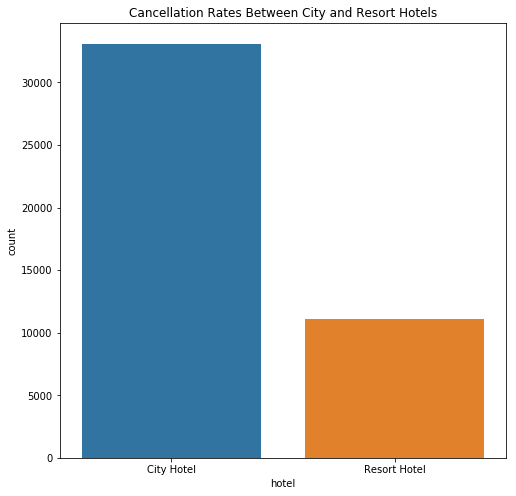 Cancellation Rates Between City and Resort Hotels
30000
25000
20000
15000
10000
5000
0
count
City Hotel
Resort Hotel
hotel